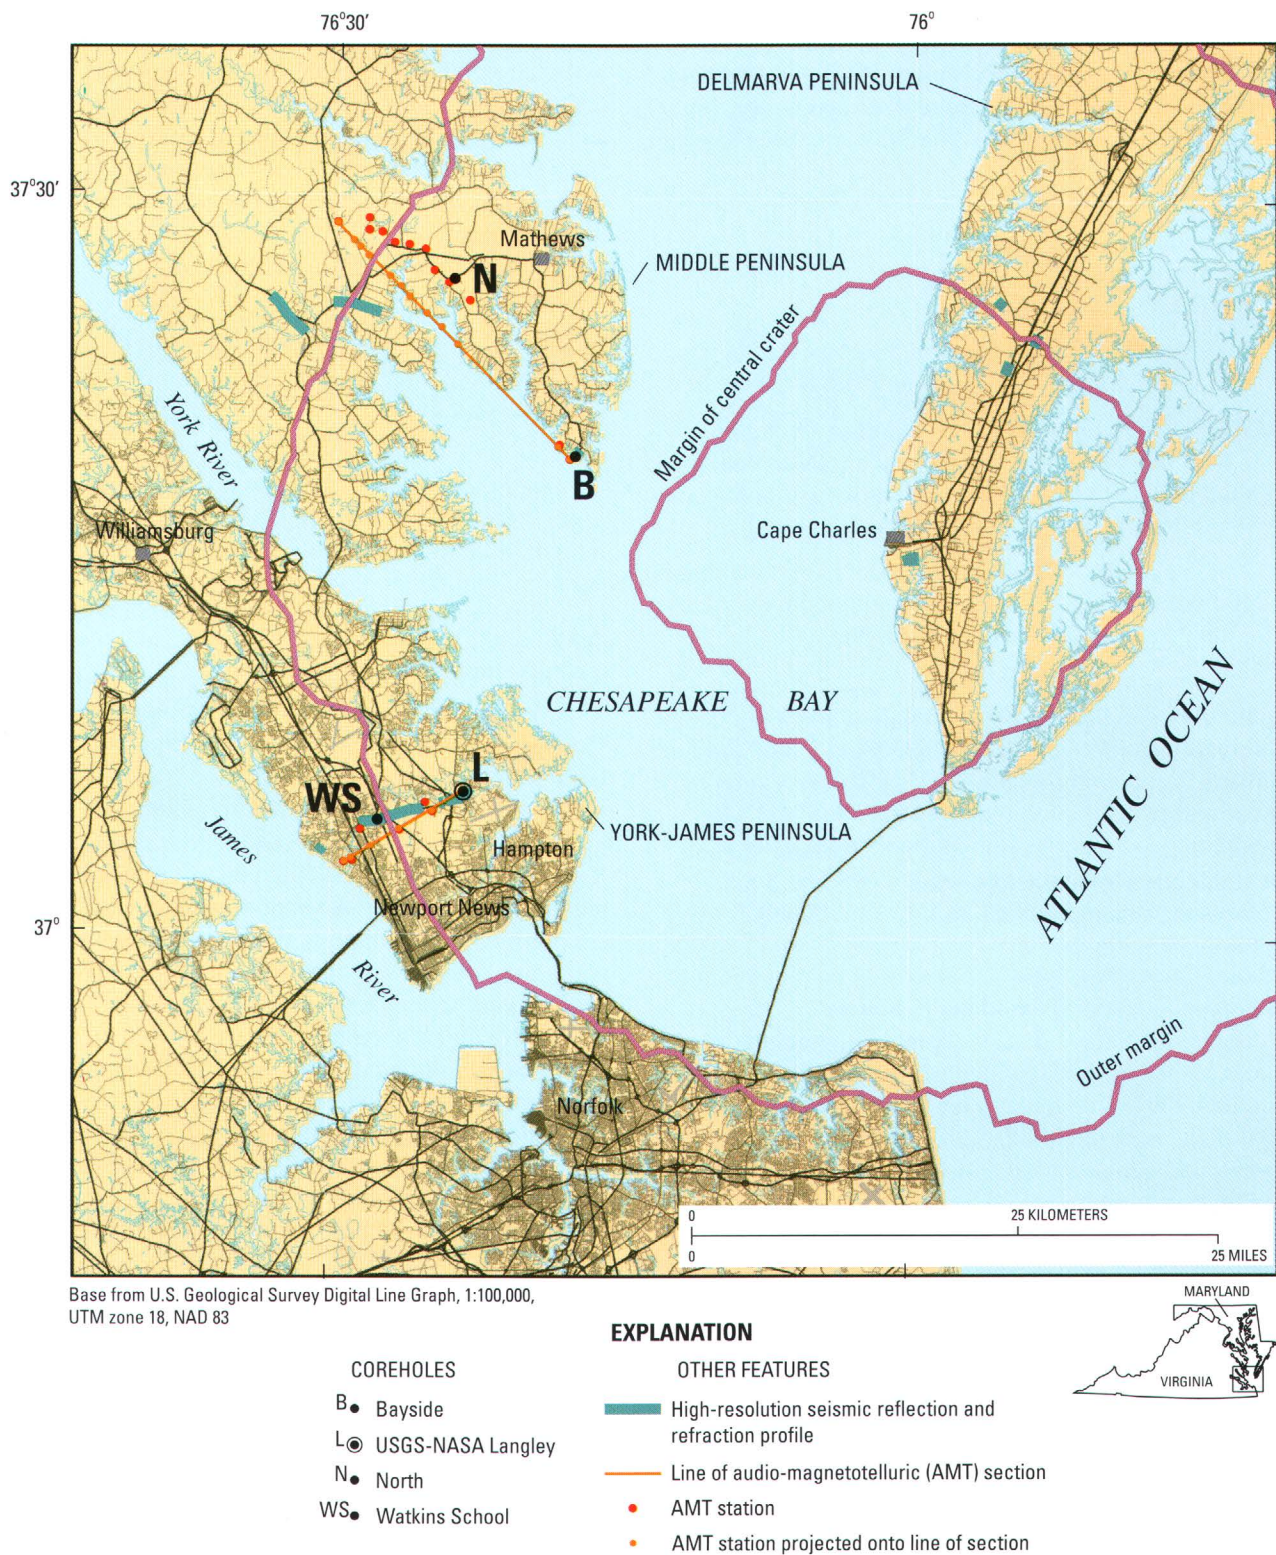 76°30'
76°
DELMARVA PENINSULA
37°30'
Mathews
MIDDLE PENINSULA
N
Margin of central crater
York River
B
Williamsburg
Cape Charles
CHESAPEAKE BAY
ATLANTIC OCEAN
L
WS
YORK-JAMES PENINSULA
James
Hampton
Newport News
37°
River
Outer margin
Norfolk
0 25 KILOMETERS
0 25 MILES
Base from U.S. Geological Survey Digital Line Graph, 1:100,000,
UTM zone 18, NAD 83
MARYLAND
VIRGINIA
EXPLANATION
COREHOLES
B Bayside
L USGS-NASA Langley
N North
WS Watkins School
OTHER FEATURES
High-resolution seismic reflection and
refraction profile
Line of audio-magnetotelluric (AMT) section
AMT station
AMT station projected onto line of section